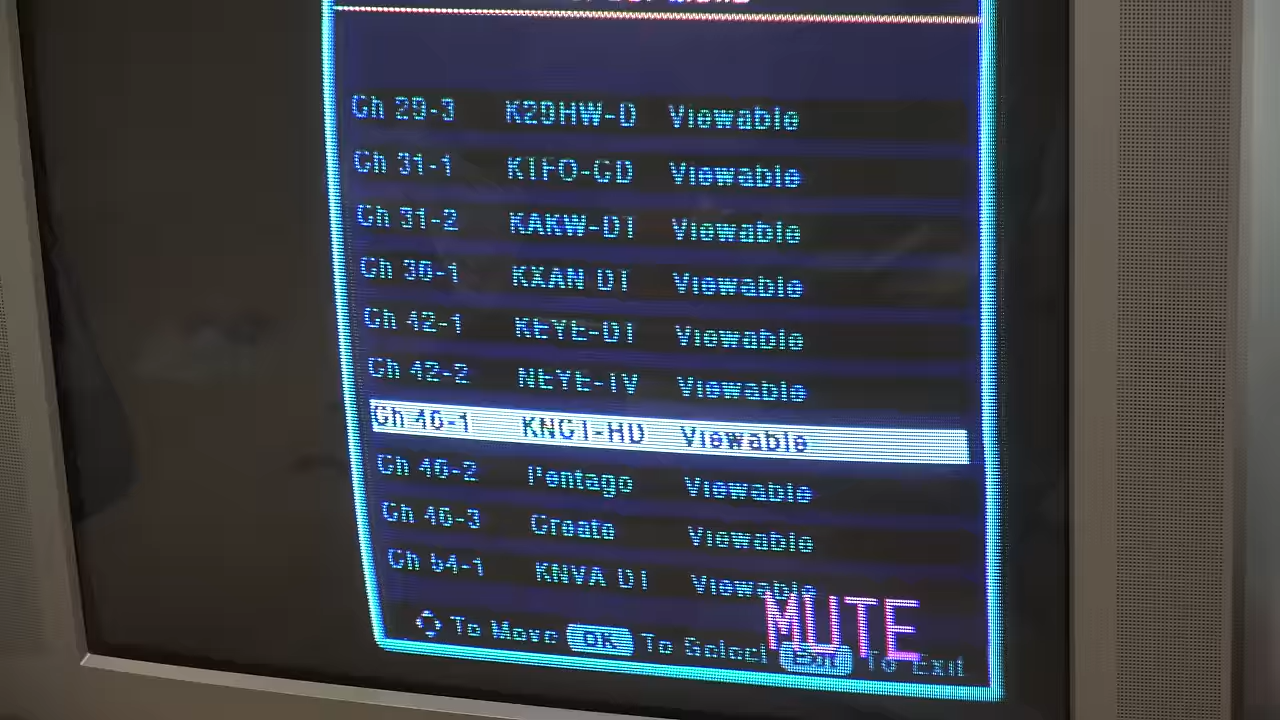 Ch 29-3 K29HW-D Viewable
Ch 31-1 KTFO-CD Viewable
Ch 31-2 KAKW-DT Viewable
Ch 36-1 KXAN DT Viewable
Ch 42-1 KEYE-DT Viewable
Ch 42-2 KEYE-TV Viewable
Ch 46-1 KNCT-HD Viewable
Ch 46-2 Pentago Viewable
Ch 46-3 Create Viewable
Ch 54-1 KNVA DT Viewable
MUTE
To Move OK To Select Exit To Exit